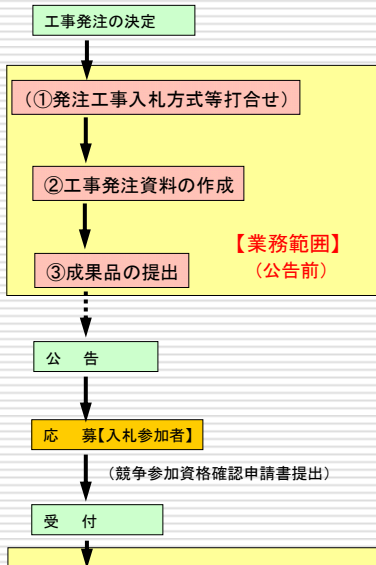 工事発注の決定
(①発注工事入札方式等打合せ)
②工事発注資料の作成
【業務範囲】
(公告前)
③成果品の提出
公　告
応　募【入札参加者】
(競争参加資格確認申請書提出)
受　付